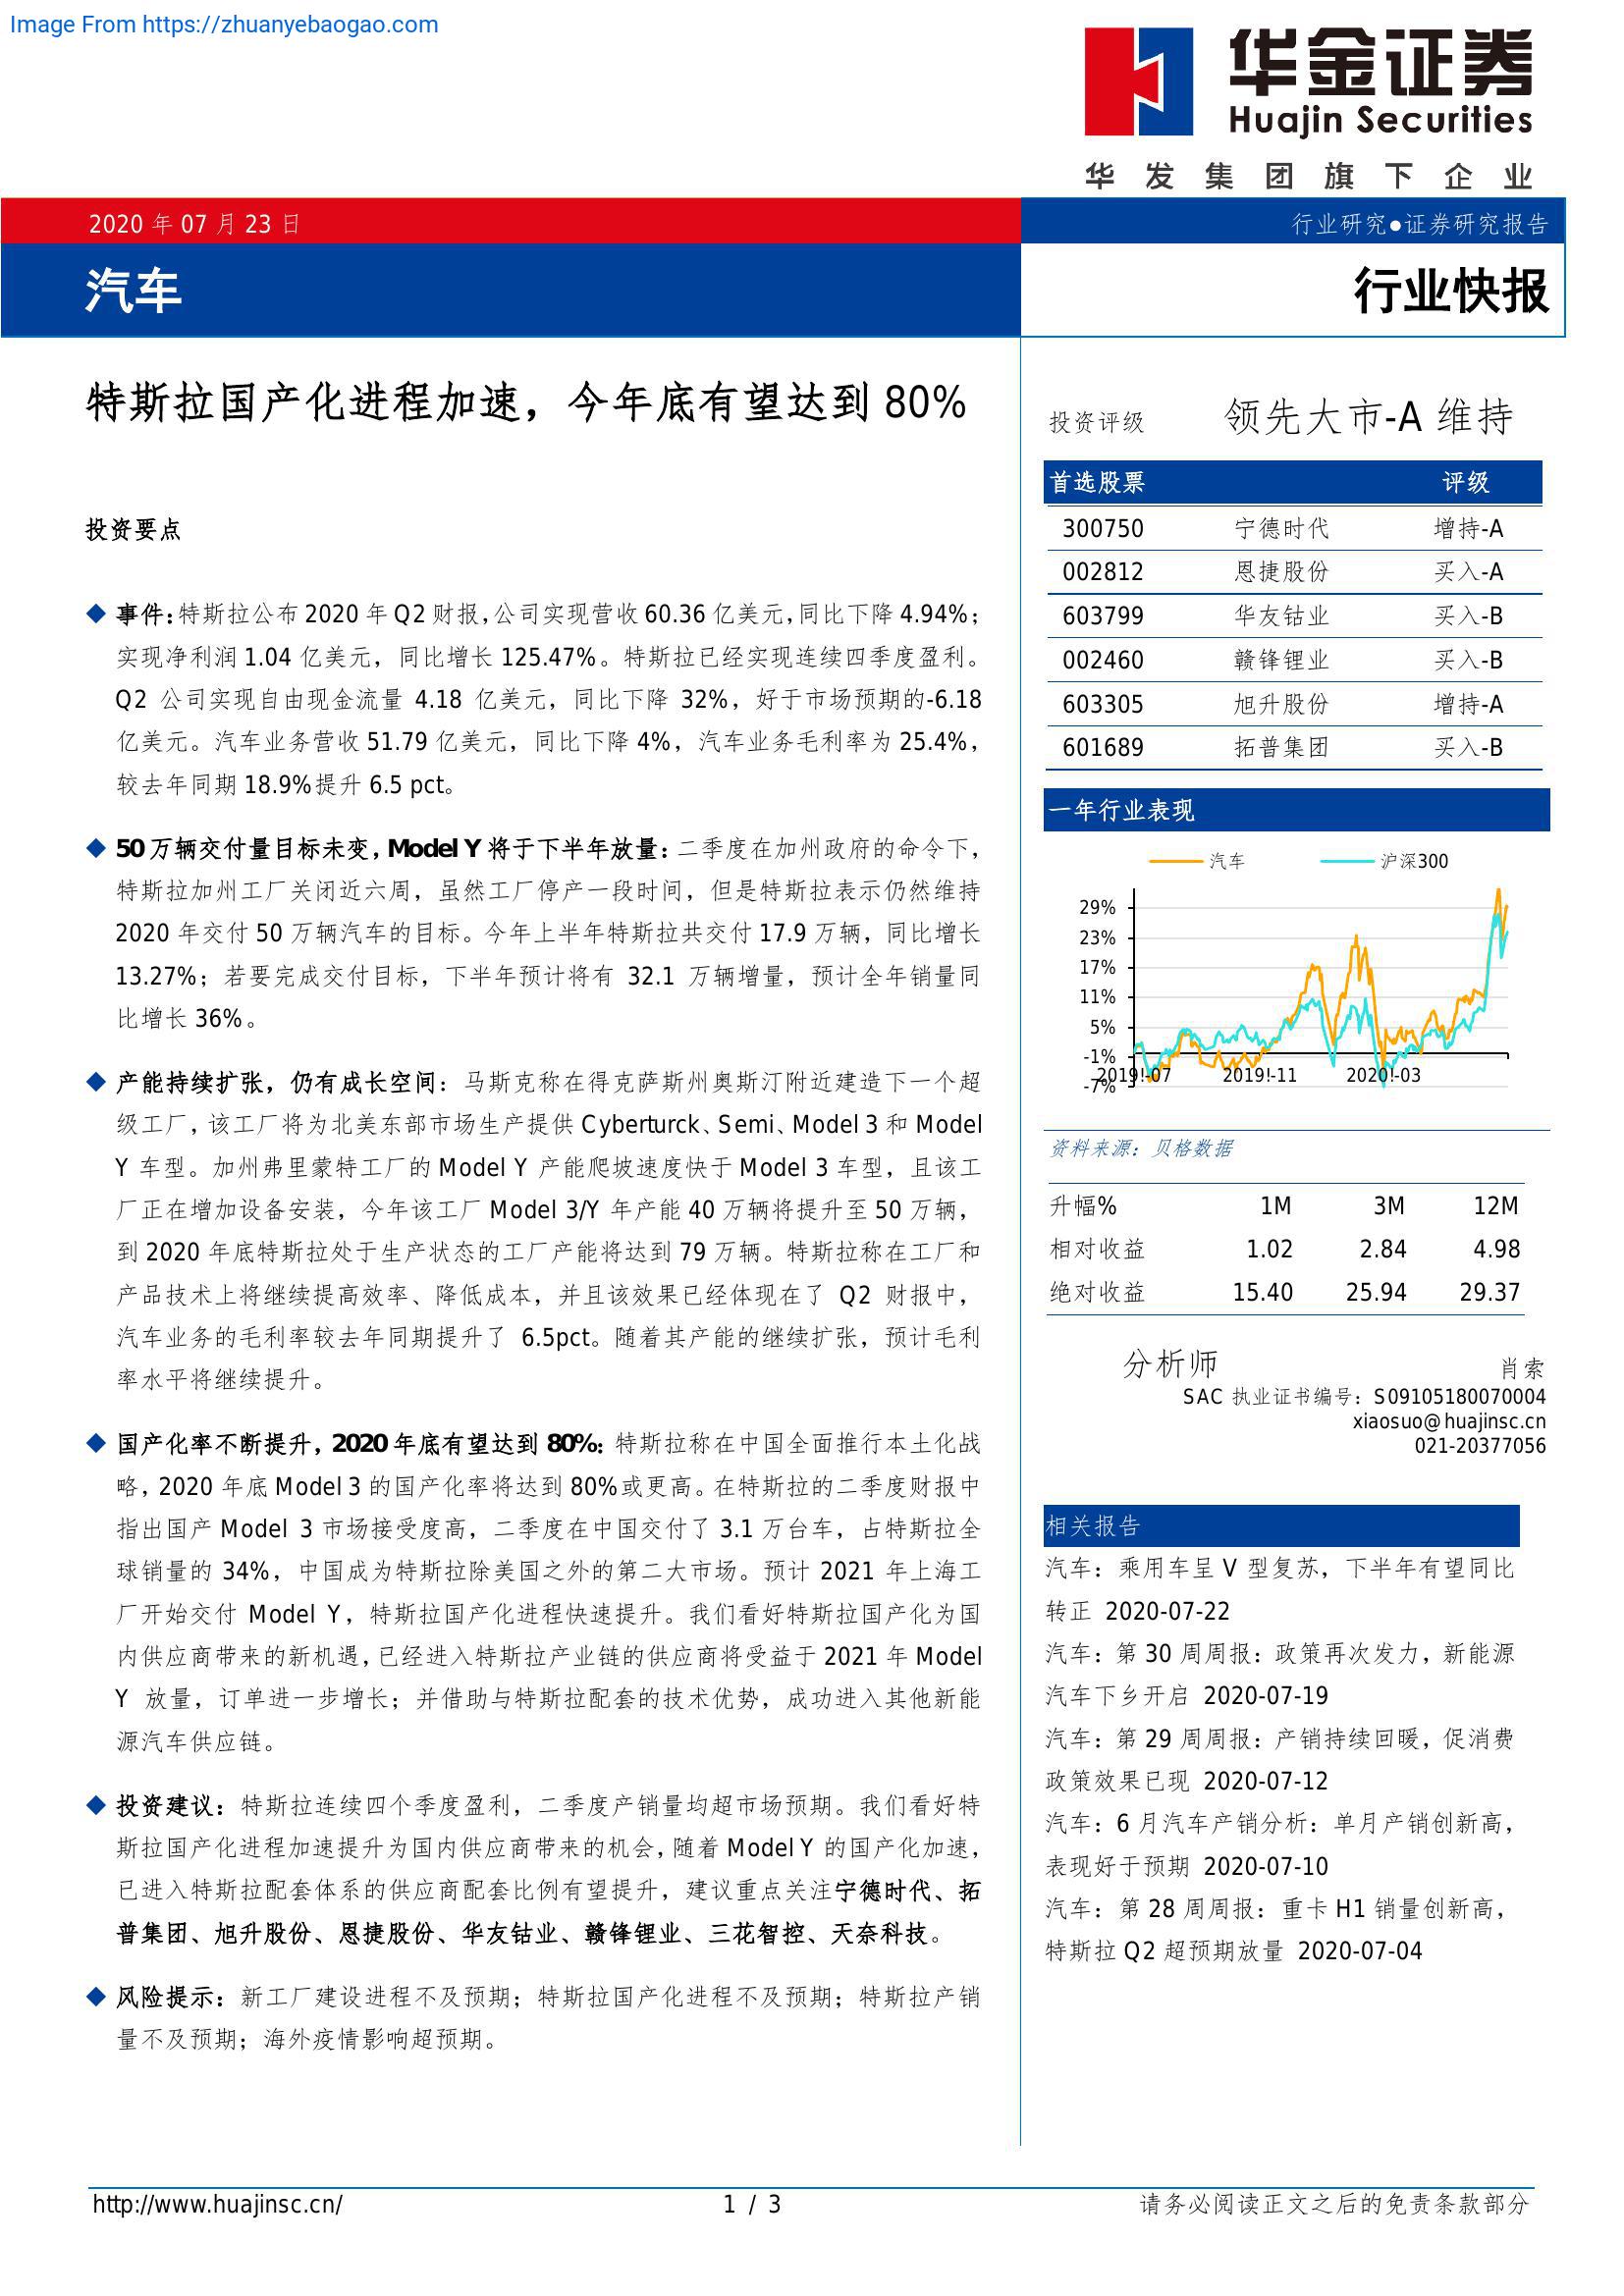 Image From https://zhuanyebaogao.com
华金证券
Huajin Securities
华发集团旗下企业
2020 年 07 月 23 日
行业研究●证券研究报告
汽车
行业快报
特斯拉国产化进程加速，今年底有望达到 80%
投资要点
◆ 事件：特斯拉公布 2020 年 Q2 财报，公司实现营收 60.36 亿美元，同比下降 4.94%；
实现净利润 1.04 亿美元，同比增长 125.47%。特斯拉已经实现连续四季度盈利。
Q2 公司实现自由现金流量 4.18 亿美元，同比下降 32%，好于市场预期的-6.18
亿美元。汽车业务营收 51.79 亿美元，同比下降 4%，汽车业务毛利率为 25.4%，
较去年同期 18.9%提升 6.5 pct。
◆ 50 万辆交付量目标未变，Model Y 将于下半年放量：二季度在加州政府的命令下，
特斯拉加州工厂关闭近六周，虽然工厂停产一段时间，但是特斯拉表示仍然维持
2020 年交付 50 万辆汽车的目标。今年上半年特斯拉共交付 17.9 万辆，同比增长
13.27%；若要完成交付目标，下半年预计将有 32.1 万辆增量，预计全年销量同
比增长 36%。
◆ 产能持续扩张，仍有成长空间：马斯克称在得克萨斯州奥斯汀附近建造下一个超
级工厂，该工厂将为北美东部市场生产提供 Cyberturck、Semi、Model 3 和 Model
Y 车型。加州弗里蒙特工厂的 Model Y 产能爬坡速度快于 Model 3 车型，且该工
厂正在增加设备安装，今年该工厂 Model 3/Y 年产能 40 万辆将提升至 50 万辆，
到 2020 年底特斯拉处于生产状态的工厂产能将达到 79 万辆。特斯拉称在工厂和
产品技术上将继续提高效率、降低成本，并且该效果已经体现在了 Q2 财报中，
汽车业务的毛利率较去年同期提升了 6.5pct。随着其产能的继续扩张，预计毛利
率水平将继续提升。
◆ 国产化率不断提升，2020 年底有望达到 80%：特斯拉称在中国全面推行本土化战
略，2020 年底 Model 3 的国产化率将达到 80%或更高。在特斯拉的二季度财报中
指出国产 Model 3 市场接受度高，二季度在中国交付了 3.1 万台车，占特斯拉全
球销量的 34%，中国成为特斯拉除美国之外的第二大市场。预计 2021 年上海工
厂开始交付 Model Y，特斯拉国产化进程快速提升。我们看好特斯拉国产化为国
内供应商带来的新机遇，已经进入特斯拉产业链的供应商将受益于 2021 年 Model
Y 放量，订单进一步增长；并借助与特斯拉配套的技术优势，成功进入其他新能
源汽车供应链。
◆ 投资建议：特斯拉连续四个季度盈利，二季度产销量均超市场预期。我们看好特
斯拉国产化进程加速提升为国内供应商带来的机会，随着 Model Y 的国产化加速，
已进入特斯拉配套体系的供应商配套比例有望提升，建议重点关注宁德时代、拓
普集团、旭升股份、恩捷股份、华友钴业、赣锋锂业、三花智控、天奈科技。
◆ 风险提示：新工厂建设进程不及预期；特斯拉国产化进程不及预期；特斯拉产销
量不及预期；海外疫情影响超预期。
投资评级 领先大市-A 维持
首选股票 评级
300750 宁德时代 增持-A
002812 恩捷股份 买入-A
603799 华友钴业 买入-B
002460 赣锋锂业 买入-B
603305 旭升股份 增持-A
601689 拓普集团 买入-B
一年行业表现
汽车 沪深300
29%
23%
17%
11%
5%
-1%
-7%
2019!-07 2019!-11 2020!-03
资料来源：贝格数据
升幅% 1M 3M 12M
相对收益 1.02 2.84 4.98
绝对收益 15.40 25.94 29.37
分析师 肖索
SAC 执业证书编号：S09105180070004
xiaosuo@huajinsc.cn
021-20377056
相关报告
汽车：乘用车呈 V 型复苏，下半年有望同比
转正 2020-07-22
汽车：第 30 周周报：政策再次发力，新能源
汽车下乡开启 2020-07-19
汽车：第 29 周周报：产销持续回暖，促消费
政策效果已现 2020-07-12
汽车：6 月汽车产销分析：单月产销创新高，
表现好于预期 2020-07-10
汽车：第 28 周周报：重卡 H1 销量创新高，
特斯拉 Q2 超预期放量 2020-07-04
http://www.huajinsc.cn/ 1 / 3 请务必阅读正文之后的免责条款部分